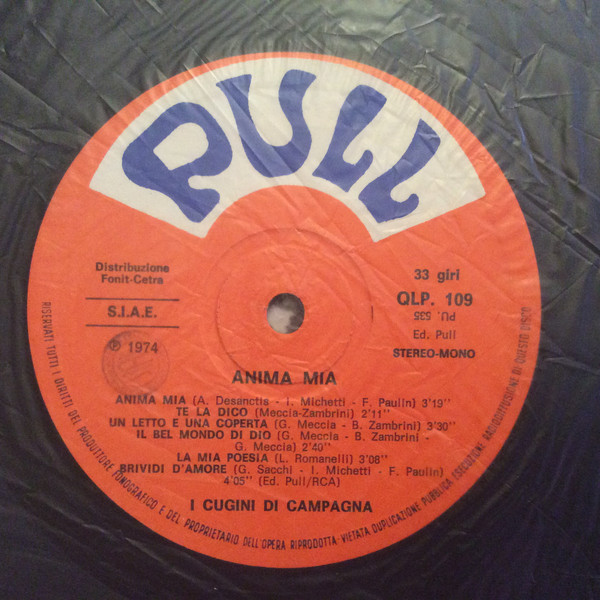 PULL
Distribuzione
Fonit-Cetra
S.I.A.E.
℗ 1974
33 giri
QLP. 109
PU. 535
Ed. Pull
STEREO-MONO
ANIMA MIA
ANIMA MIA (A. Desanctis - I. Michetti - F. Paulin) 3'19''
TE LA DICO (Meccia-Zambrini) 2'11''
UN LETTO E UNA COPERTA (G. Meccia - B. Zambrini) 3'30''
IL BEL MONDO DI DIO (G. Meccia - B. Zambrini -
G. Meccia) 2'40''
LA MIA POESIA (L. Romanelli) 3'08''
BRIVIDI D'AMORE (G. Sacchi - I. Michetti - F. Paulin)
4'05'' (Ed. Pull/RCA)
I CUGINI DI CAMPAGNA
RISERVATI TUTTI I DIRITTI DEL PRODUTTORE FONOGRAFICO E DEL PROPRIETARIO DELL'OPERA RIPRODOTTA - VIETATA DUPLICAZIONE PUBBLICA ESECUZIONE RADIODIFFUSIONE DI QUESTO DISCO